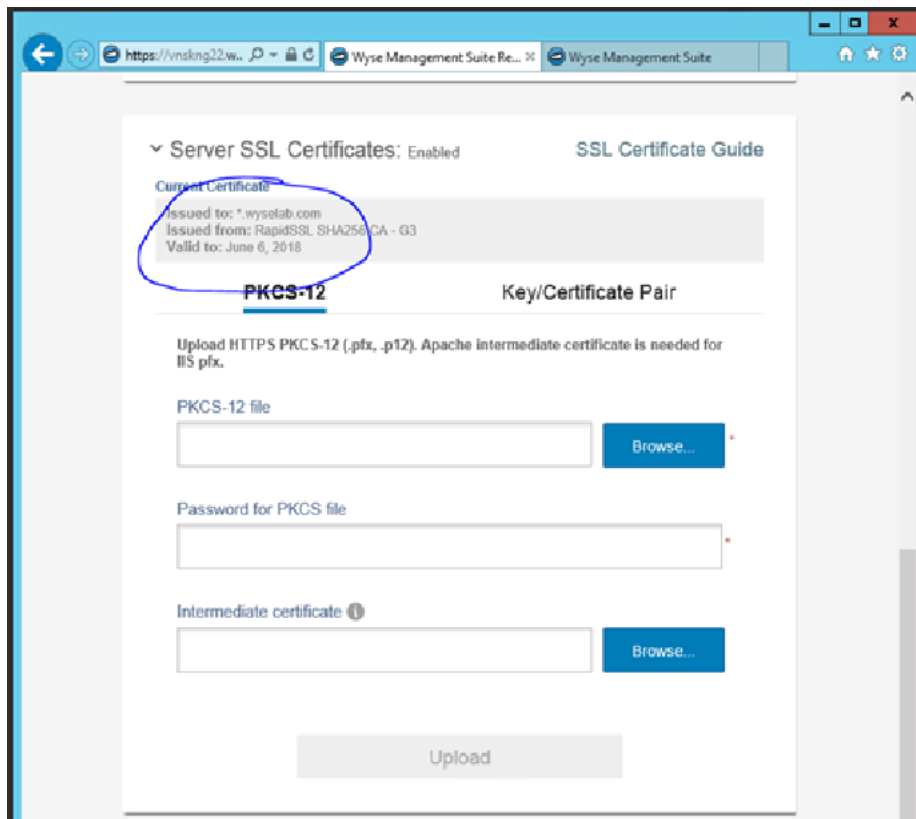 https://vnskng22.w...
Wyse Management Suite Re...
Wyse Management Suite
Server SSL Certificates: Enabled
SSL Certificate Guide
Current Certificate
Issued to: *.wyselab.com
Issued from: RapidSSL SHA256 CA - G3
Valid to: June 6, 2018
PKCS-12
Key/Certificate Pair
Upload HTTPS PKCS-12 (.pfx, .p12). Apache intermediate certificate is needed for
IIS pfx.
PKCS-12 file
Browse...
*
Password for PKCS file
*
Intermediate certificate
Browse...
Upload